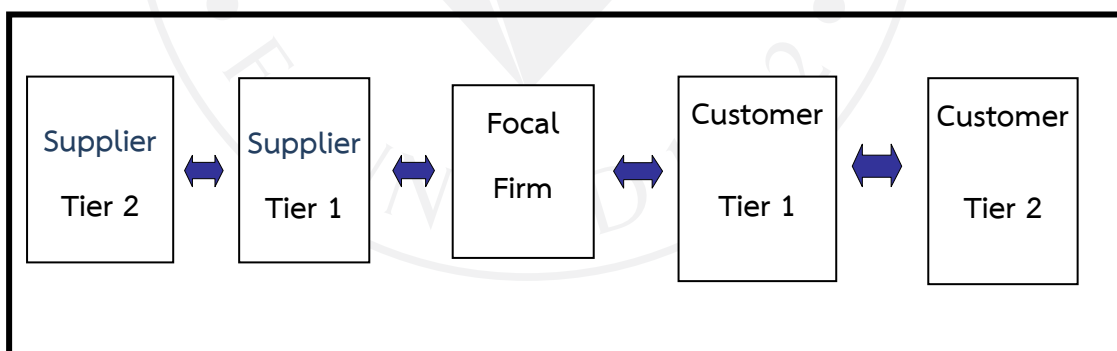 Supplier
Tier 2
Supplier
Tier 1
Focal
Firm
Customer
Tier 1
Customer
Tier 2